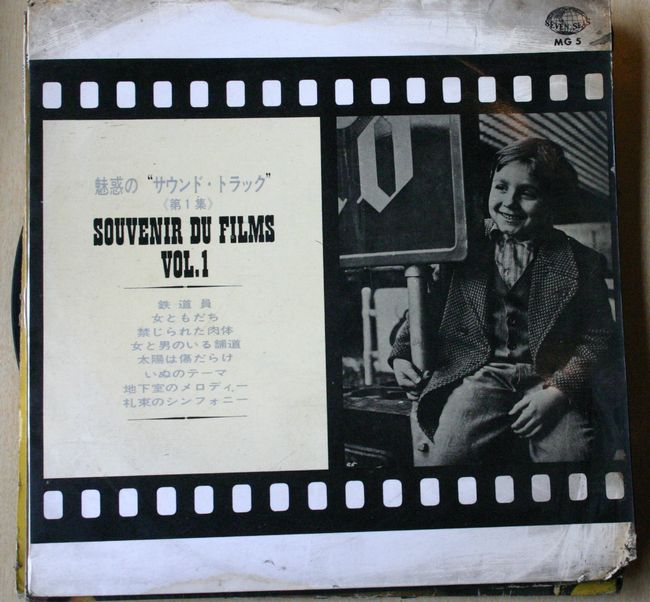 SEVEN SEAS
MG 5
魅惑の “サウンド・トラック”
《第1集》
SOUVENIR DU FILMS
VOL.1
鉄道員
女ともだち
禁じられた肉体
女と男のいる舗道
太陽は傷だらけ
いぬのテーマ
地下室のメロディー
札束のシンフォニー